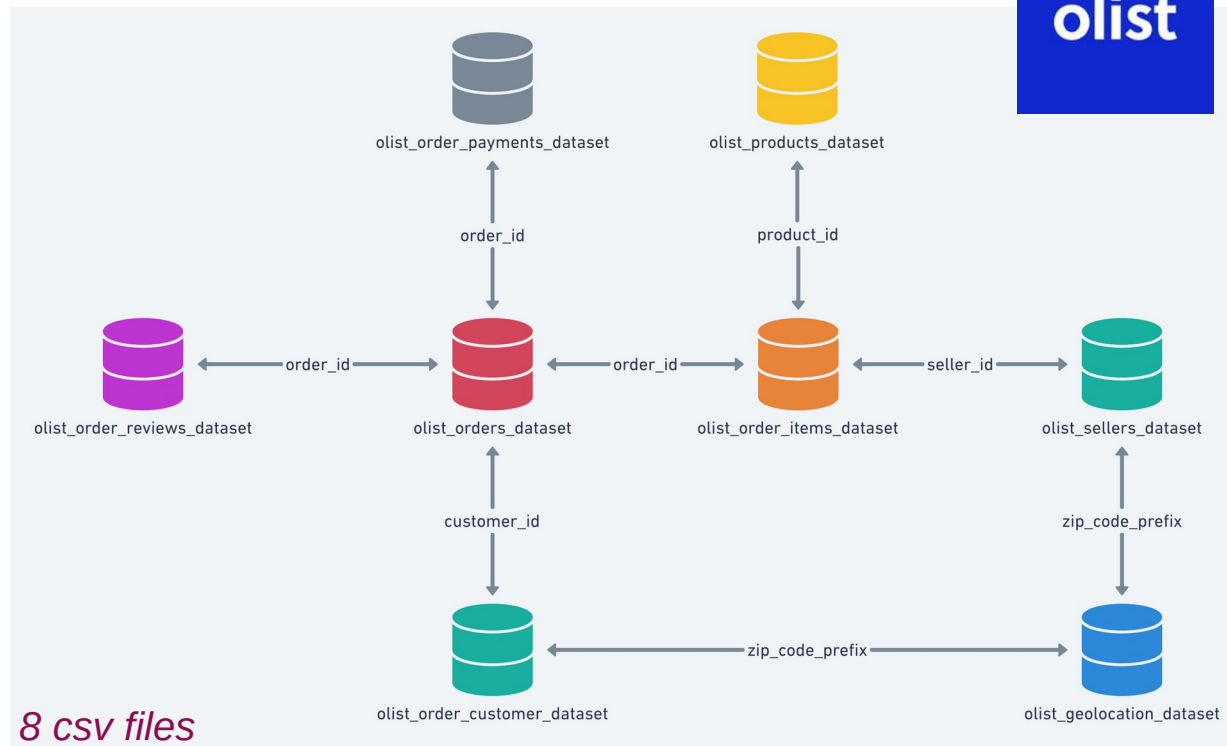 olist
olist_order_payments_dataset
olist_products_dataset
order_id
product_id
order_id
order_id
seller_id
olist_order_reviews_dataset
olist_orders_dataset
olist_order_items_dataset
olist_sellers_dataset
customer_id
zip_code_prefix
zip_code_prefix
olist_order_customer_dataset
olist_geolocation_dataset
8 csv files